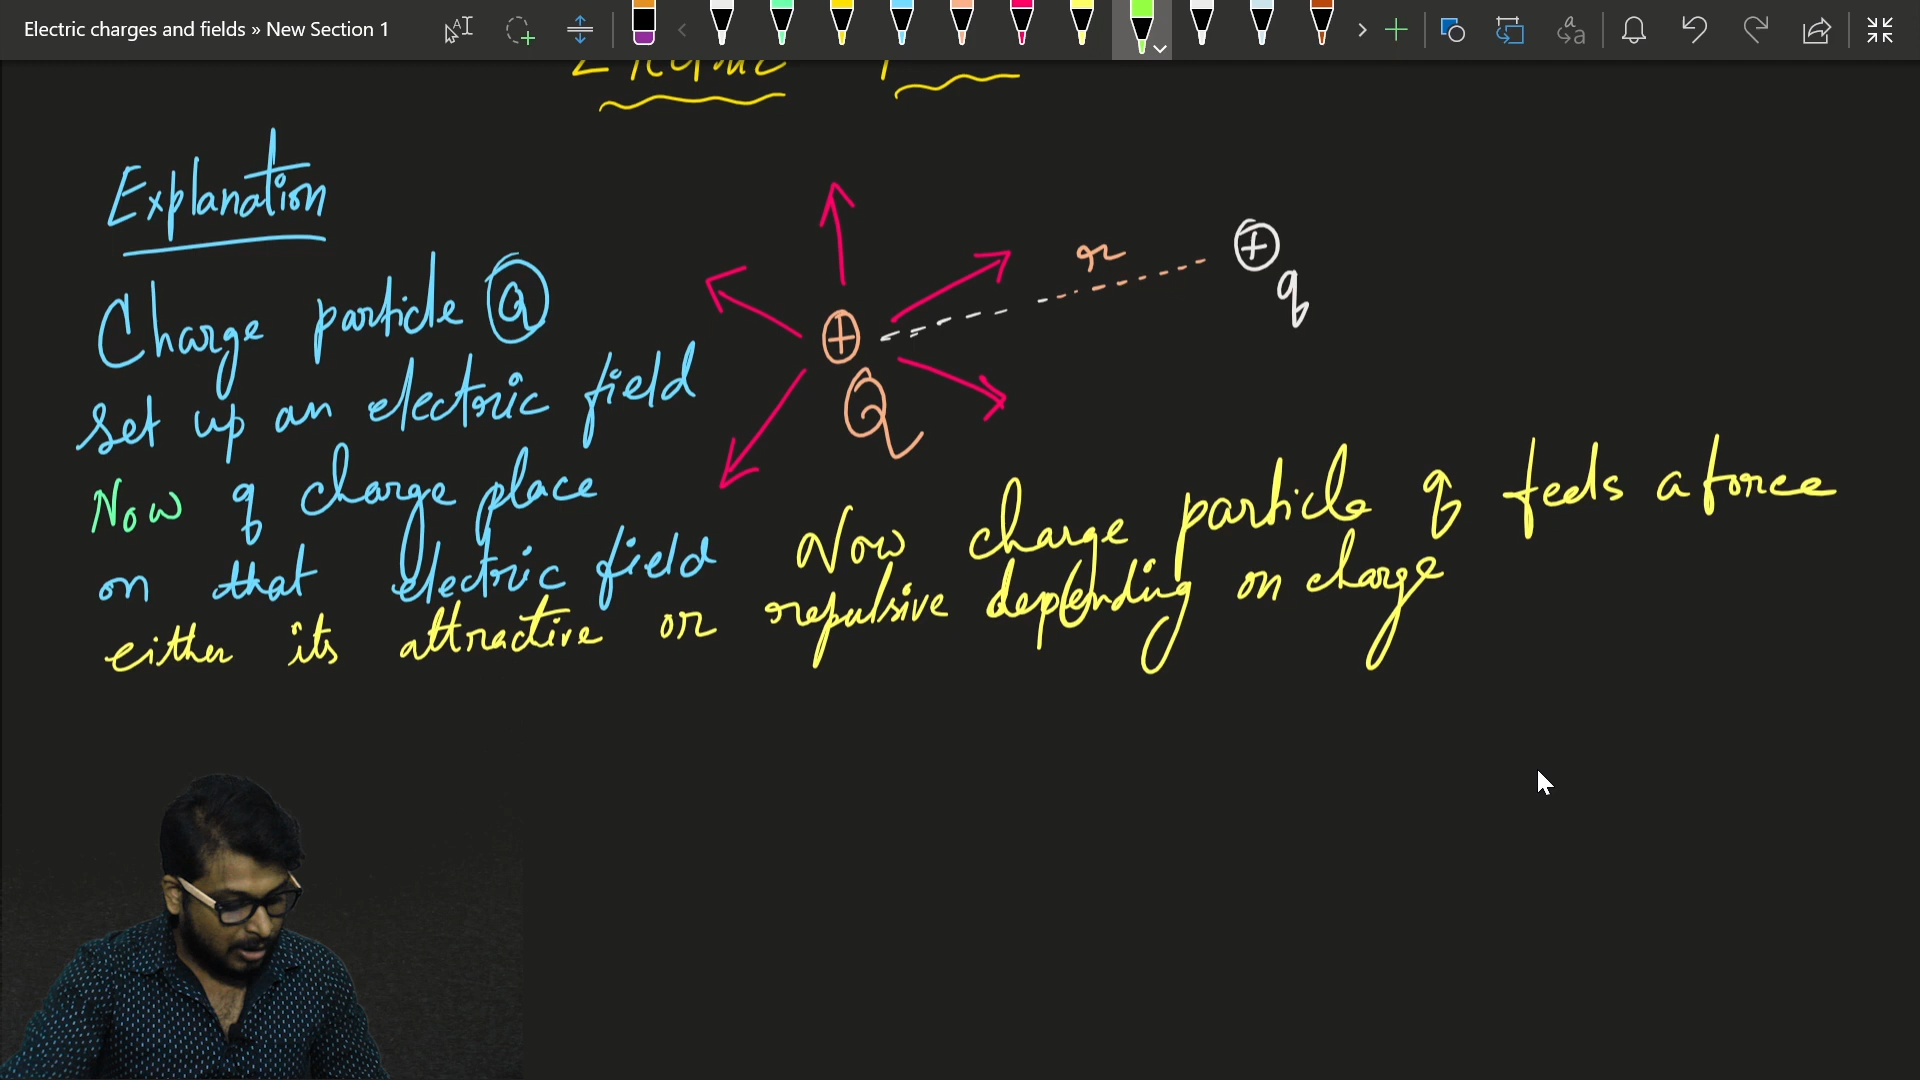 Electric charges and fields » New Section 1
Explanation
+ r + q
Charge particle Q
+ Q
set up an electric field
Now q charge place
on that electric field
Now charge particle q feels a force
either its attractive or repulsive depending on charge